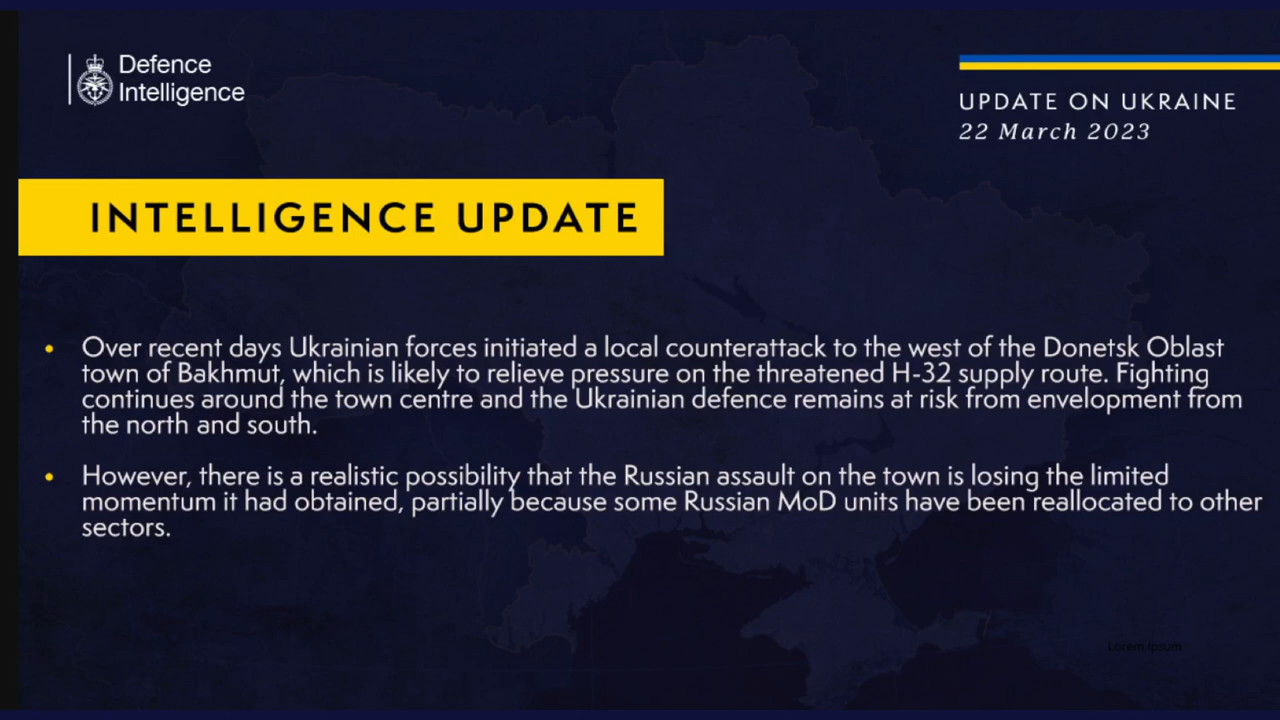 Defence
Intelligence
UPDATE ON UKRAINE
22 March 2023
INTELLIGENCE UPDATE
• Over recent days Ukrainian forces initiated a local counterattack to the west of the Donetsk Oblast
town of Bakhmut, which is likely to relieve pressure on the threatened H-32 supply route. Fighting
continues around the town centre and the Ukrainian defence remains at risk from envelopment from
the north and south.
• However, there is a realistic possibility that the Russian assault on the town is losing the limited
momentum it had obtained, partially because some Russian MoD units have been reallocated to other
sectors.
Lorem ipsum